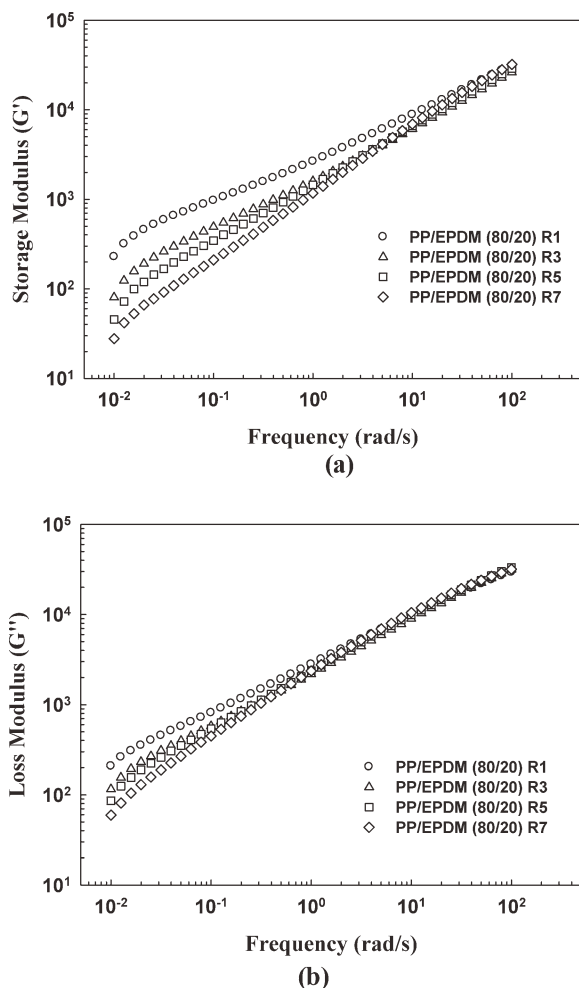 10^5
10^4
10^3
10^2
10^1
Storage Modulus (G')
PP/EPDM (80/20) R1
PP/EPDM (80/20) R3
PP/EPDM (80/20) R5
PP/EPDM (80/20) R7
10^-2 10^-1 10^0 10^1 10^2
Frequency (rad/s)
(a)
10^5
10^4
10^3
10^2
10^1
Loss Modulus (G'')
PP/EPDM (80/20) R1
PP/EPDM (80/20) R3
PP/EPDM (80/20) R5
PP/EPDM (80/20) R7
10^-2 10^-1 10^0 10^1 10^2
Frequency (rad/s)
(b)